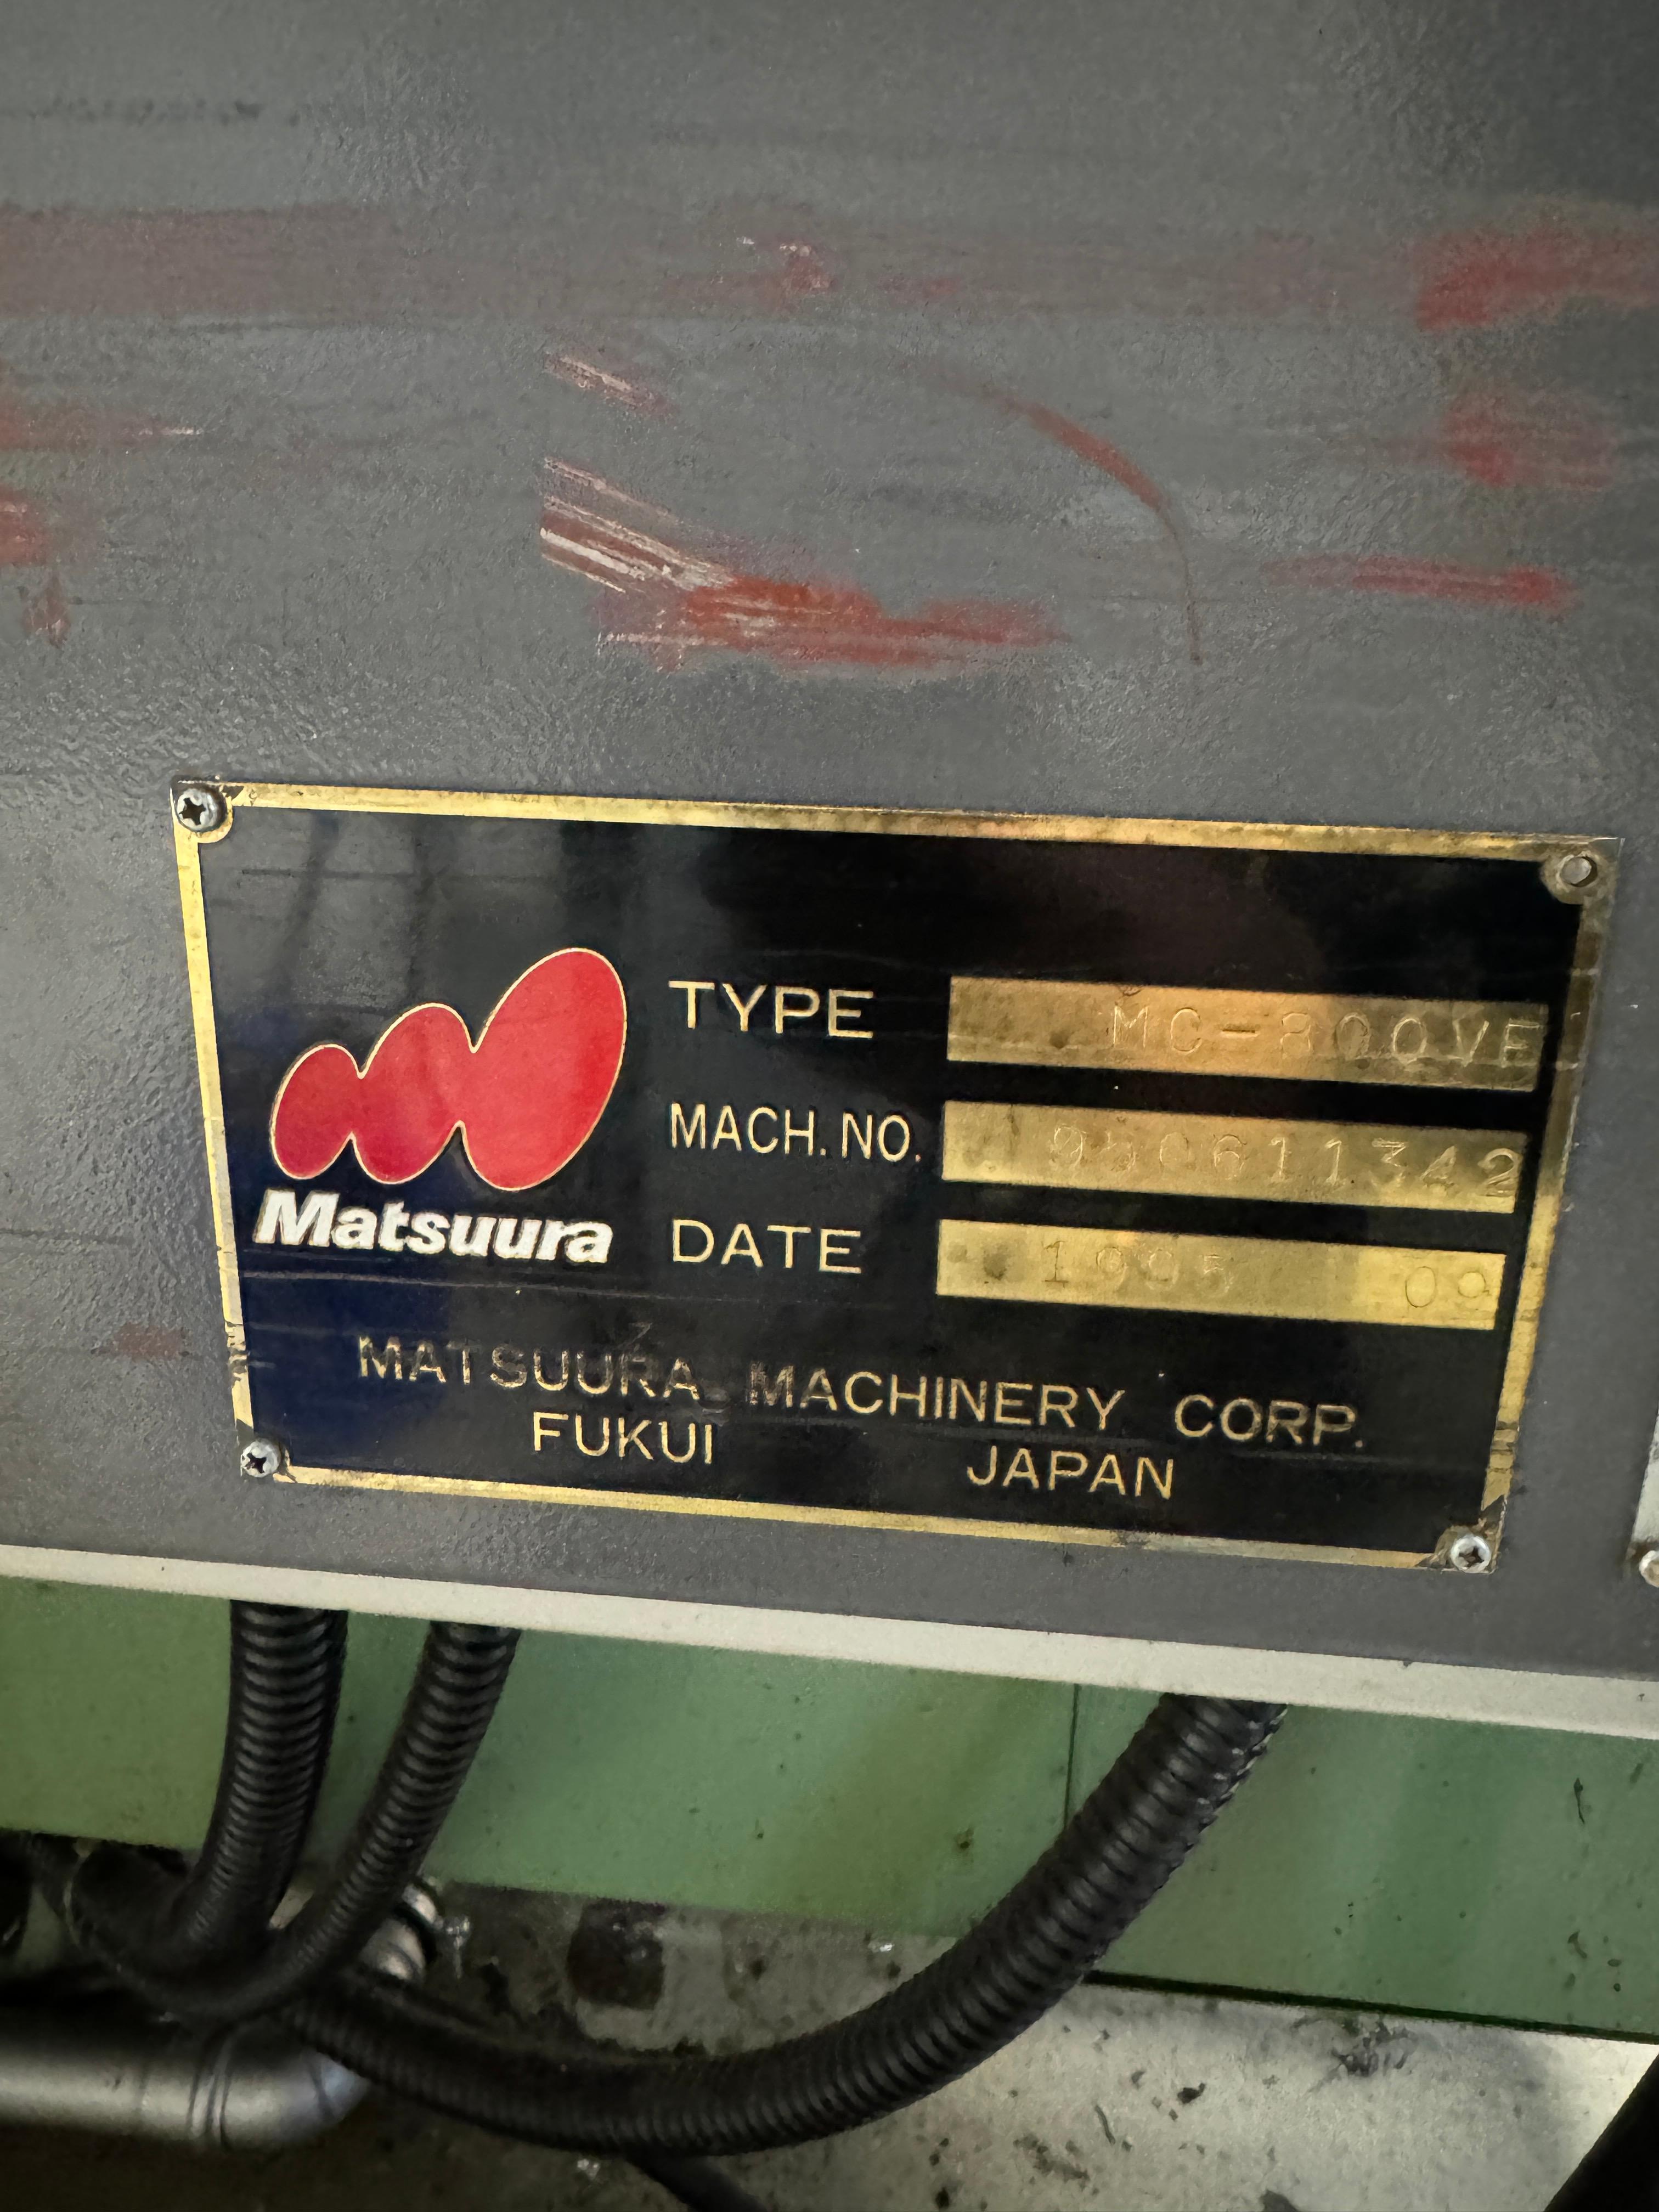 TYPE MC-800VF
MACH. NO. 950611342
DATE 1995 09
Matsuura
MATSUURA MACHINERY CORP.
FUKUI JAPAN